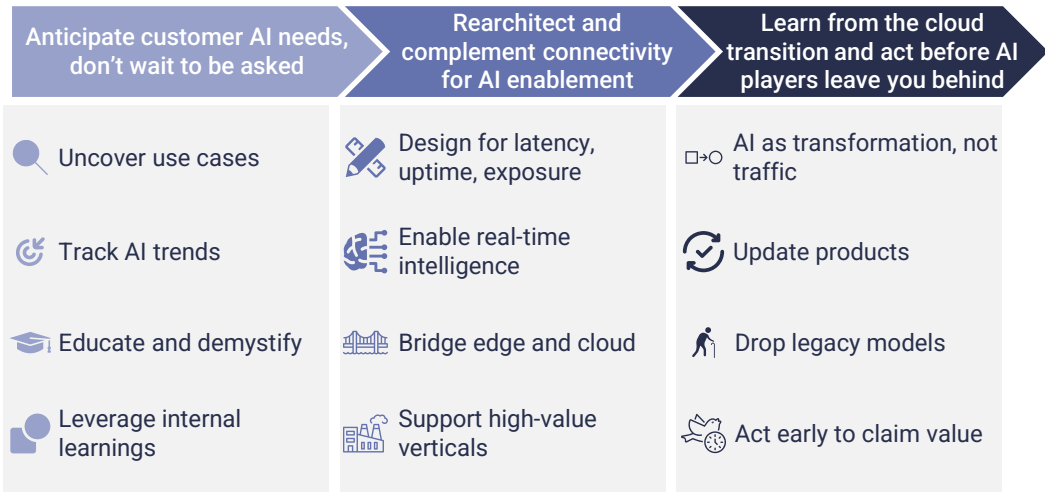 Anticipate customer AI needs,
don't wait to be asked
Uncover use cases
Track AI trends
Educate and demystify
Leverage internal
learnings
Rearchitect and
complement connectivity
for AI enablement
Design for latency,
uptime, exposure
Enable real-time
intelligence
Bridge edge and cloud
Support high-value
verticals
Learn from the cloud
transition and act before AI
players leave you behind
AI as transformation, not
traffic
Update products
Drop legacy models
Act early to claim value